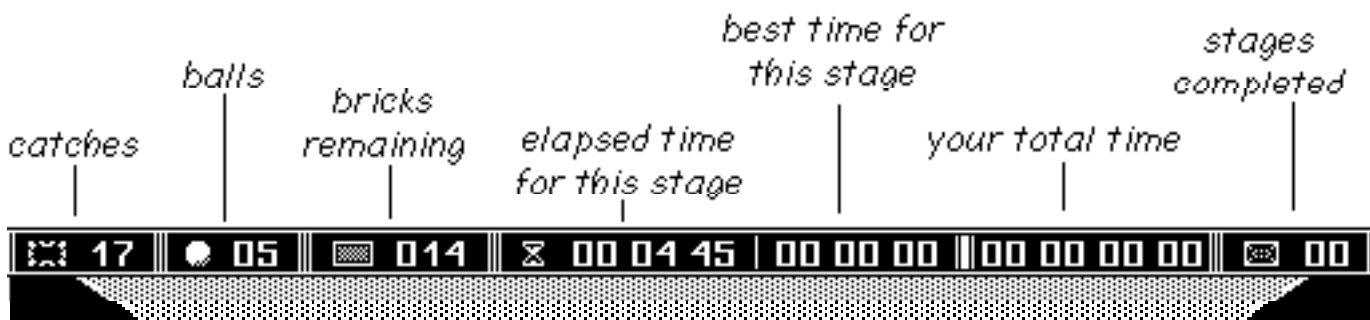 best time for
this stage
stages
completed
balls
bricks
remaining
catches
elapsed time
for this stage
your total time
17 05 014 00 04 45 00 00 00 00 00 00 00 00